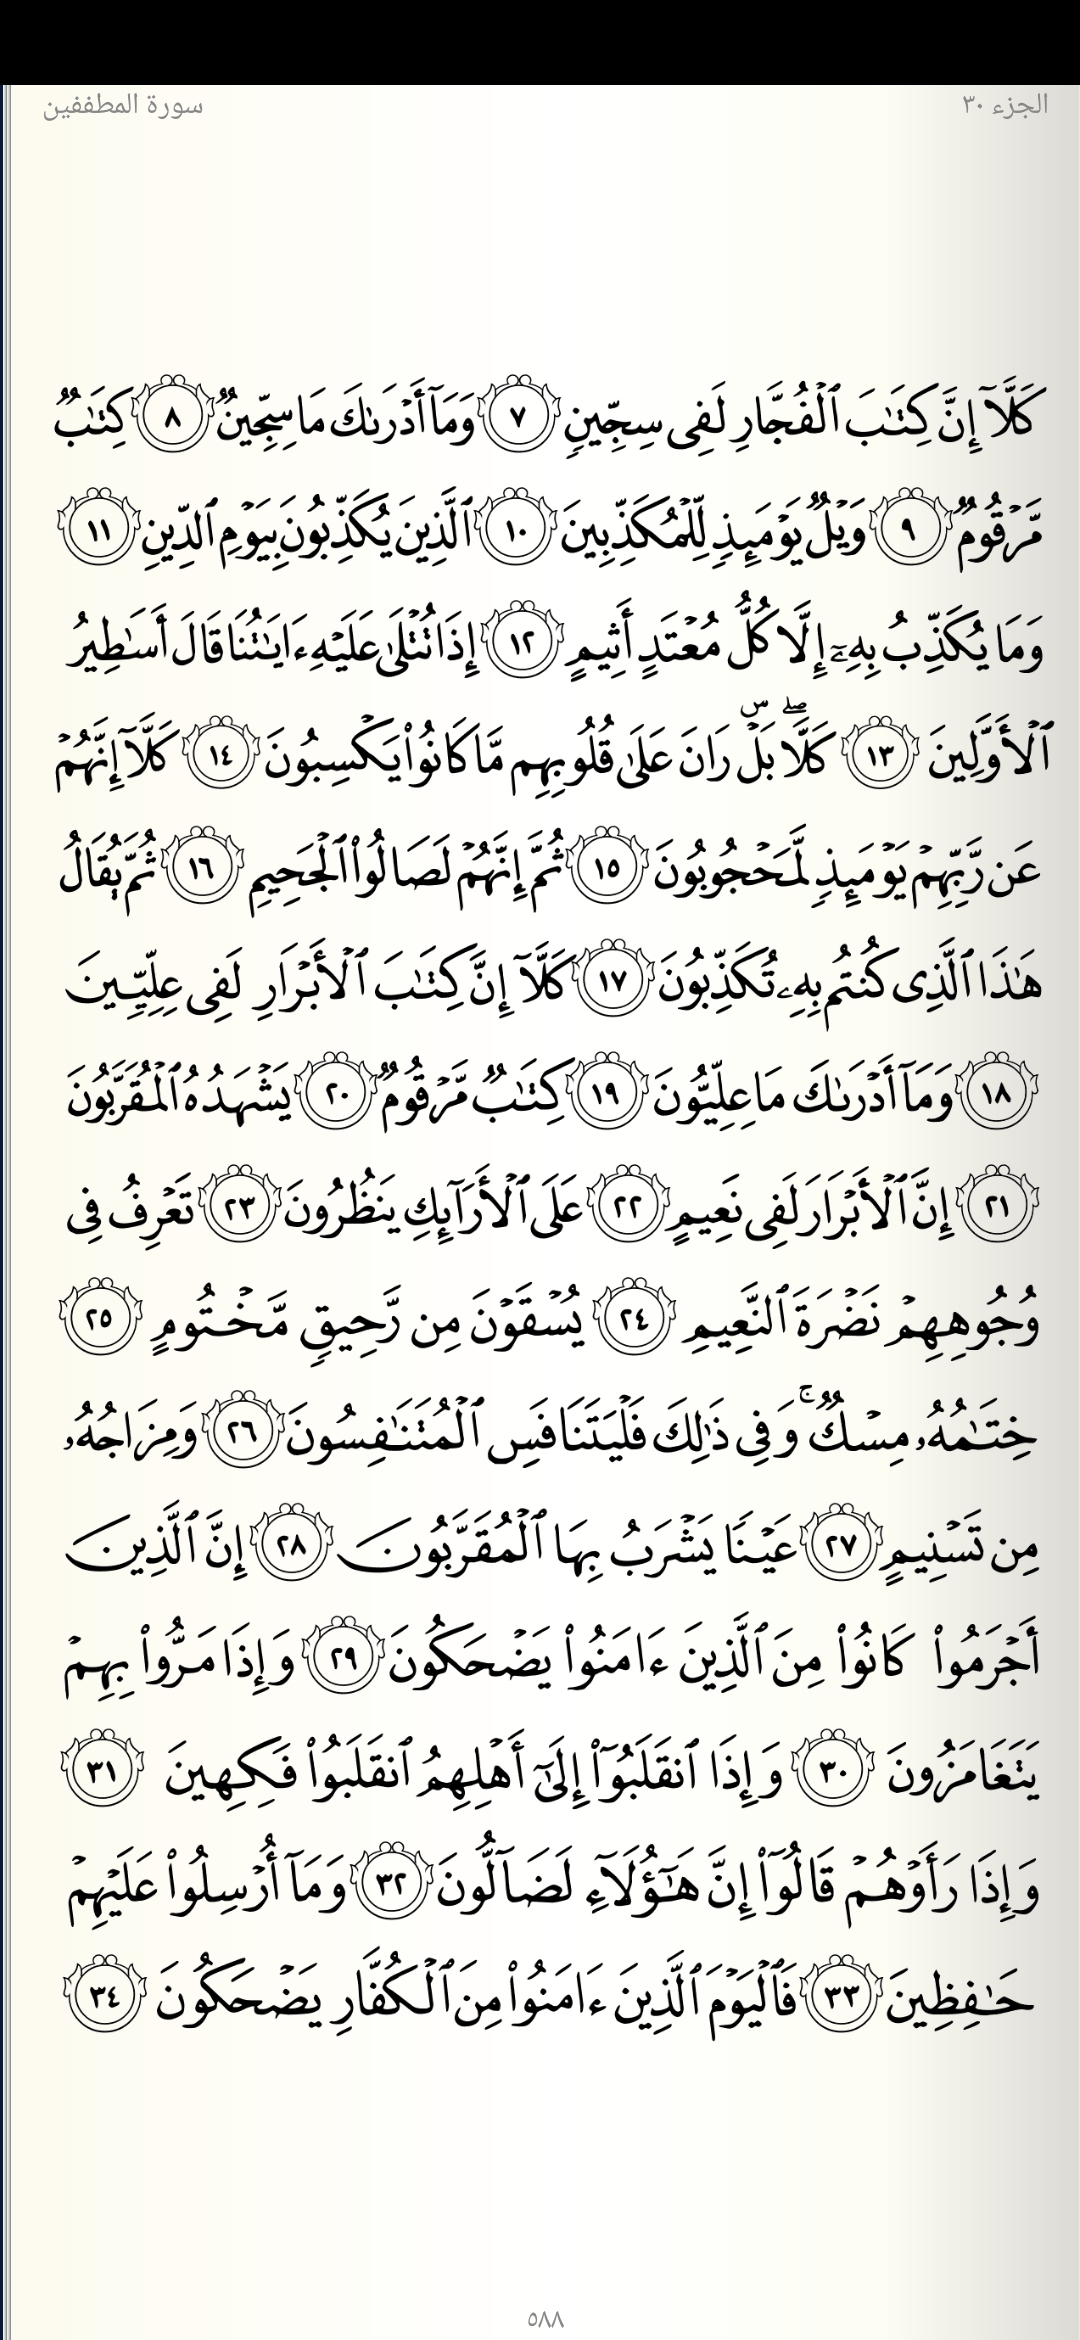 الجزء ٣٠
سورة المطففين
كَلَّآ إِنَّ كِتَٰبَ ٱلْفُجَّارِ لَفِى سِجِّينٍ ٧ وَمَآ أَدْرَىٰكَ مَا سِجِّينٌ ٨ كِتَٰبٌ
مَّرْقُومٌ ٩ وَيْلٌ يَوْمَئِذٍ لِّلْمُكَذِّبِينَ ١٠ ٱلَّذِينَ يُكَذِّبُونَ بِيَوْمِ ٱلدِّينِ ١١
وَمَا يُكَذِّبُ بِهِۦٓ إِلَّا كُلُّ مُعْتَدٍ أَثِيمٍ ١٢ إِذَا تُتْلَىٰ عَلَيْهِ ءَايَٰتُنَا قَالَ أَسَٰطِيرُ
ٱلْأَوَّلِينَ ١٣ كَلَّا ۖ بَلْ ۜ رَانَ عَلَىٰ قُلُوبِهِم مَّا كَانُوا۟ يَكْسِبُونَ ١٤ كَلَّآ إِنَّهُمْ
عَن رَّبِّهِمْ يَوْمَئِذٍ لَّمَحْجُوبُونَ ١٥ ثُمَّ إِنَّهُمْ لَصَالُوا۟ ٱلْجَحِيمِ ١٦ ثُمَّ يُقَالُ
هَٰذَا ٱلَّذِى كُنتُم بِهِۦ تُكَذِّبُونَ ١٧ كَلَّآ إِنَّ كِتَٰبَ ٱلْأَبْرَارِ لَفِى عِلِّيِّينَ
١٨ وَمَآ أَدْرَىٰكَ مَا عِلِّيُّونَ ١٩ كِتَٰبٌ مَّرْقُومٌ ٢٠ يَشْهَدُهُ ٱلْمُقَرَّبُونَ
٢١ إِنَّ ٱلْأَبْرَارَ لَفِى نَعِيمٍ ٢٢ عَلَى ٱلْأَرَآئِكِ يَنظُرُونَ ٢٣ تَعْرِفُ فِى
وُجُوهِهِمْ نَضْرَةَ ٱلنَّعِيمِ ٢٤ يُسْقَوْنَ مِن رَّحِيقٍ مَّخْتُومٍ ٢٥
خِتَٰمُهُۥ مِسْكٌ ۚ وَفِى ذَٰلِكَ فَلْيَتَنَافَسِ ٱلْمُتَنَٰفِسُونَ ٢٦ وَمِزَاجُهُۥ
مِن تَسْنِيمٍ ٢٧ عَيْنًا يَشْرَبُ بِهَا ٱلْمُقَرَّبُونَ ٢٨ إِنَّ ٱلَّذِينَ
أَجْرَمُوا۟ كَانُوا۟ مِنَ ٱلَّذِينَ ءَامَنُوا۟ يَضْحَكُونَ ٢٩ وَإِذَا مَرُّوا۟ بِهِمْ
يَتَغَامَزُونَ ٣٠ وَإِذَا ٱنقَلَبُوٓا۟ إِلَىٰٓ أَهْلِهِمُ ٱنقَلَبُوا۟ فَكِهِينَ ٣١
وَإِذَا رَأَوْهُمْ قَالُوٓا۟ إِنَّ هَٰٓؤُلَآءِ لَضَآلُّونَ ٣٢ وَمَآ أُرْسِلُوا۟ عَلَيْهِمْ
حَٰفِظِينَ ٣٣ فَٱلْيَوْمَ ٱلَّذِينَ ءَامَنُوا۟ مِنَ ٱلْكُفَّارِ يَضْحَكُونَ ٣٤
٥٨٨